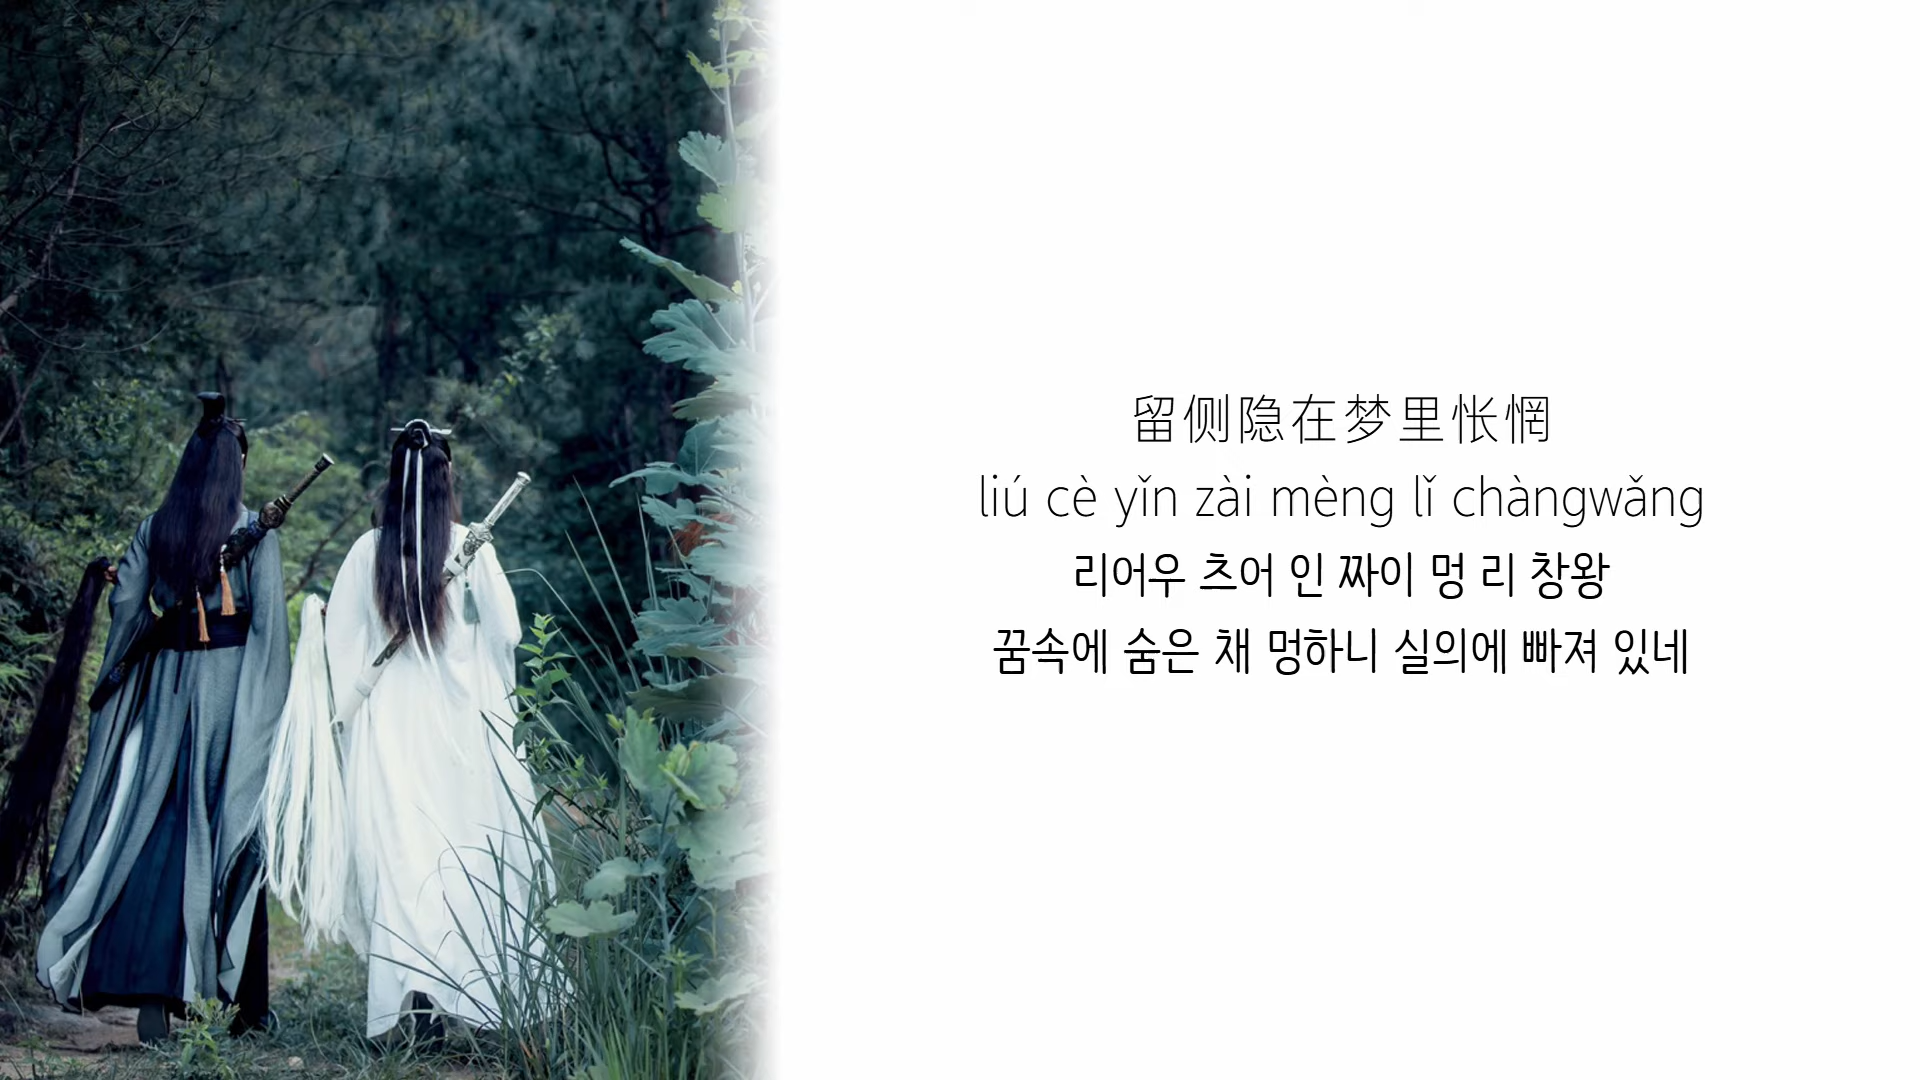 留侧隐在梦里怅惘
liú cè yǐn zài mèng lǐ chàngwǎng
리어우 츠어 인 짜이 멍 리 창왕
꿈속에 숨은 채 멍하니 실의에 빠져 있네